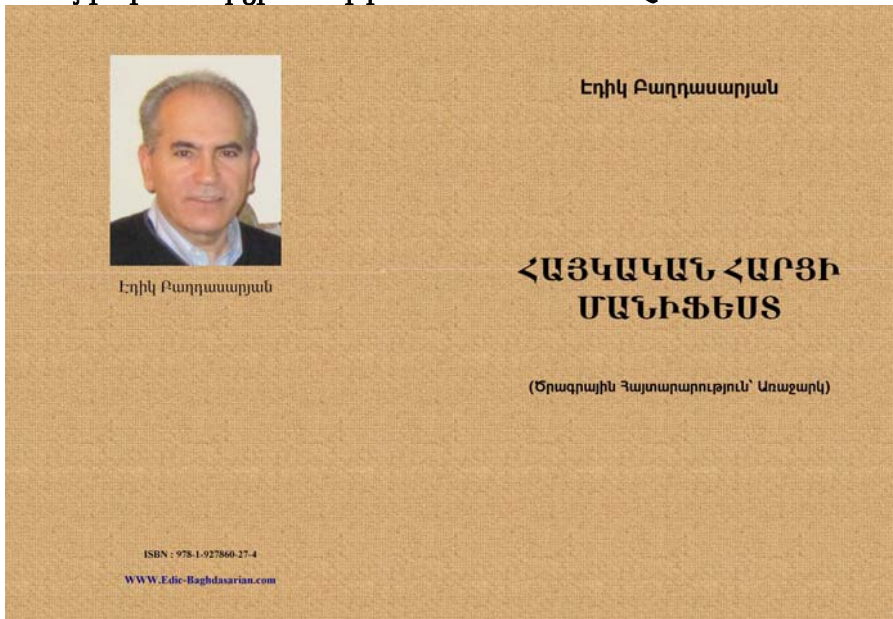 Էդիկ Բաղդասարյան
ISBN : 978-1-927860-27-4
WWW.Edic-Baghdasarian.com
Էդիկ Բաղդասարյան
ՀԱՅԿԱԿԱՆ ՀԱՐՑԻ
ՄԱՆԻՖԵՍՏ
(Ծրագրային Հայտարարություն՝ Առաջարկ)